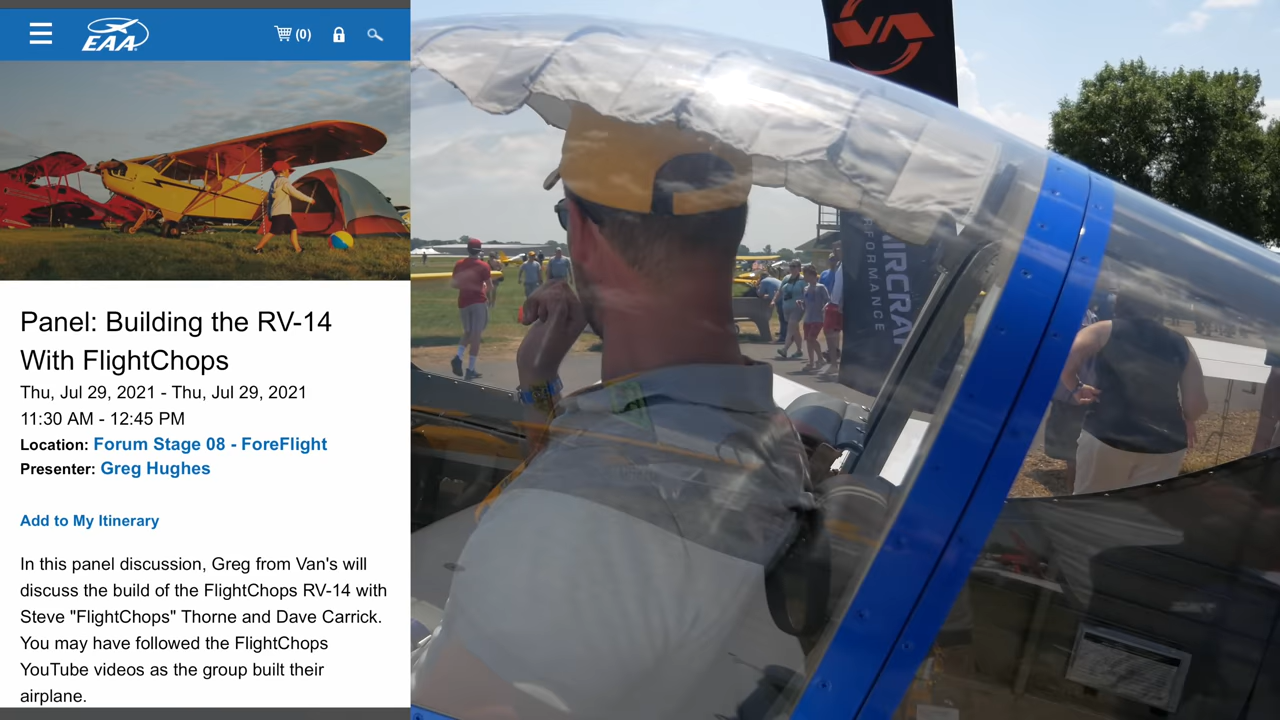 EAA
(0)
Panel: Building the RV-14
With FlightChops
Thu, Jul 29, 2021 - Thu, Jul 29, 2021
11:30 AM - 12:45 PM
Location: Forum Stage 08 - ForeFlight
Presenter: Greg Hughes
Add to My Itinerary
In this panel discussion, Greg from Van's will
discuss the build of the FlightChops RV-14 with
Steve "FlightChops" Thorne and Dave Carrick.
You may have followed the FlightChops
YouTube videos as the group built their
airplane.